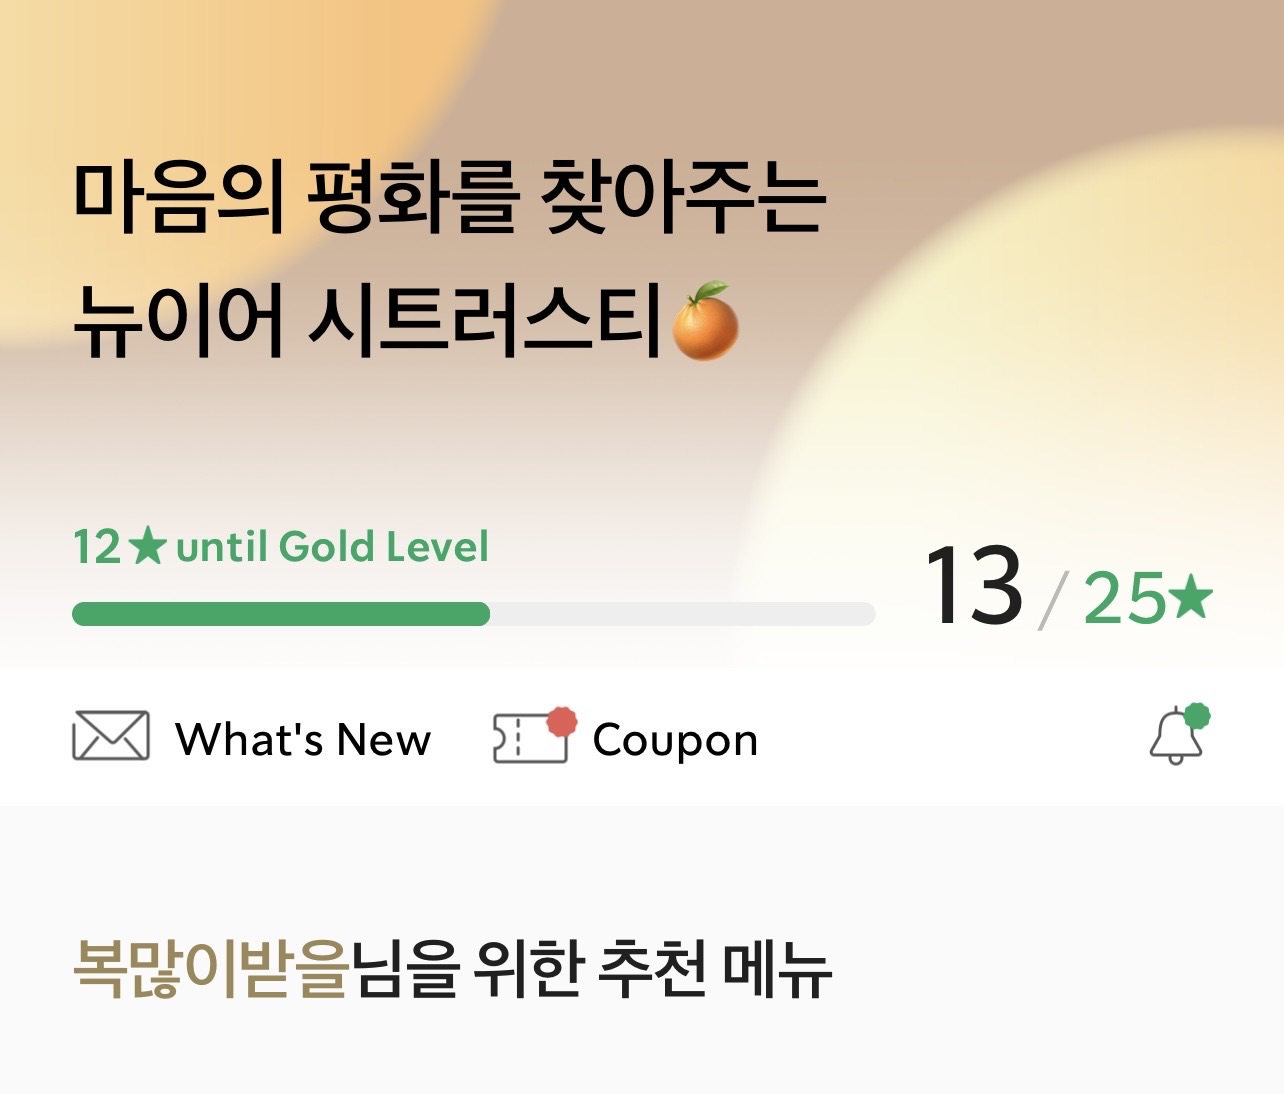 마음의 평화를 찾아주는
뉴이어 시트러스티🍊
12★ until Gold Level
13 / 25★
What's New
Coupon
복많이받을님을 위한 추천 메뉴